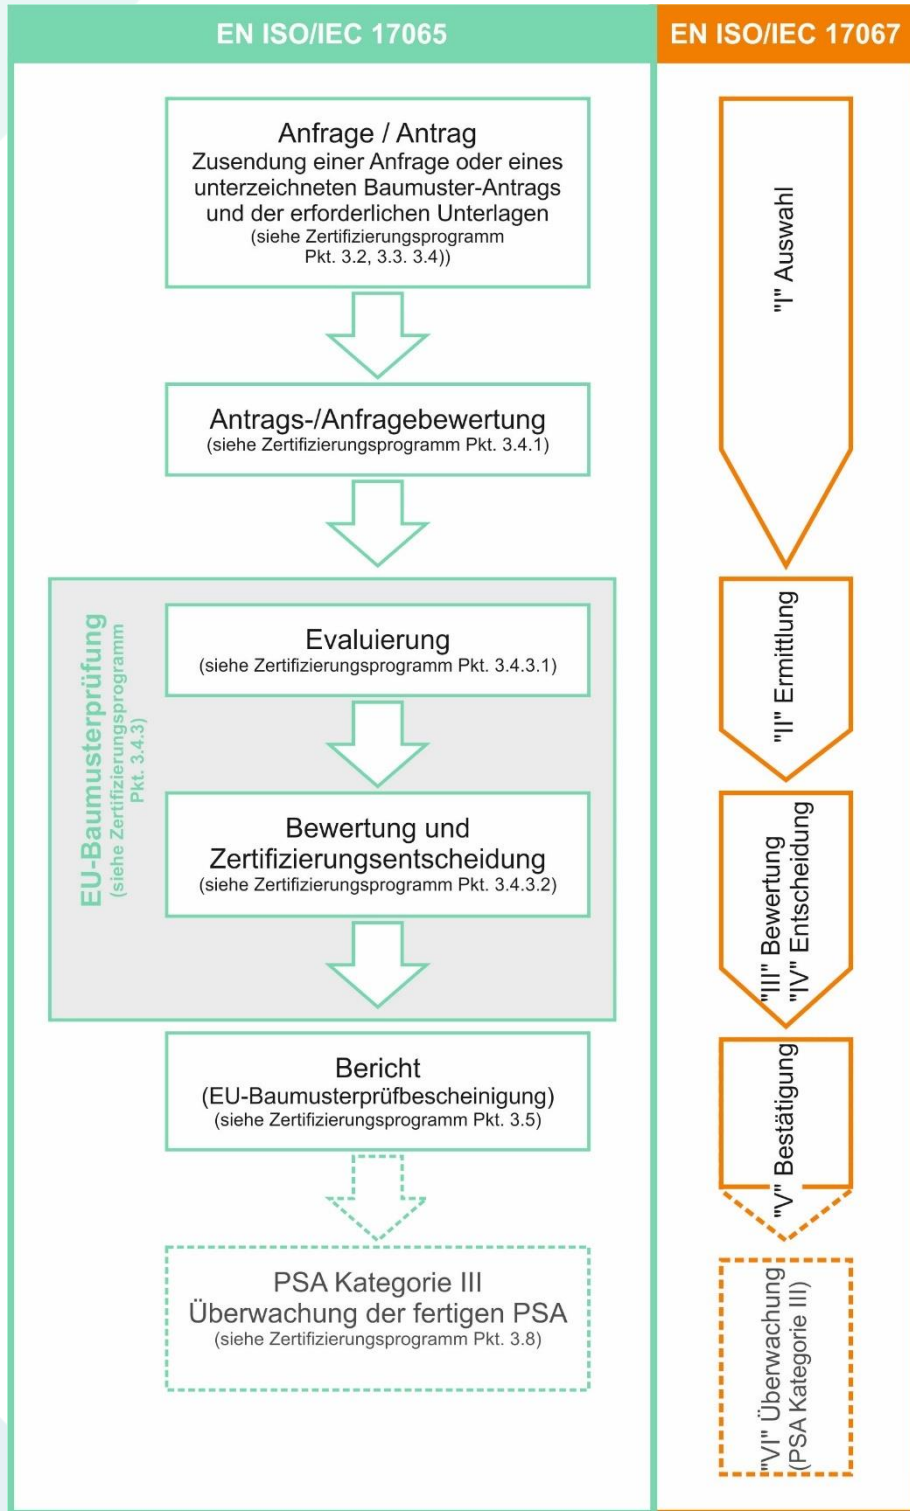 EN ISO/IEC 17065
EN ISO/IEC 17067
Anfrage / Antrag
Zusendung einer Anfrage oder eines
unterzeichneten Baumuster-Antrags
und der erforderlichen Unterlagen
(siehe Zertifizierungsprogramm
Pkt. 3.2, 3.3. 3.4))
"I" Auswahl
Antrags-/Anfragebewertung
(siehe Zertifizierungsprogramm Pkt. 3.4.1)
EU-Baumusterprüfung
(siehe Zertifizierungsprogramm
Pkt. 3.4.3)
Evaluierung
(siehe Zertifizierungsprogramm Pkt. 3.4.3.1)
"II" Ermittlung
Bewertung und
Zertifizierungsentscheidung
(siehe Zertifizierungsprogramm Pkt. 3.4.3.2)
"III" Bewertung
"IV" Entscheidung
Bericht
(EU-Baumusterprüfbescheinigung)
(siehe Zertifizierungsprogramm Pkt. 3.5)
"V" Bestätigung
PSA Kategorie III
Überwachung der fertigen PSA
(siehe Zertifizierungsprogramm Pkt. 3.8)
"VI" Überwachung
(PSA Kategorie III)